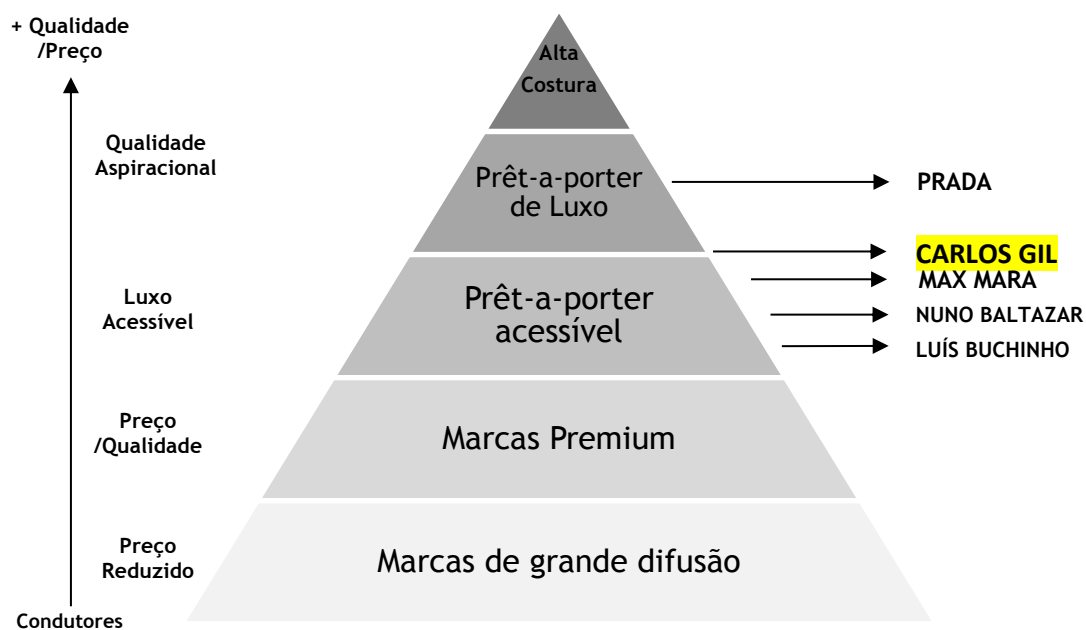 + Qualidade
/Preço
Alta
Costura
Qualidade
Aspiracional
Prêt-a-porter
de Luxo
PRADA
CARLOS GIL
MAX MARA
Luxo
Acessível
Prêt-a-porter
acessível
NUNO BALTAZAR
LUÍS BUCHINHO
Preço
/Qualidade
Marcas Premium
Preço
Reduzido
Marcas de grande difusão
Condutores